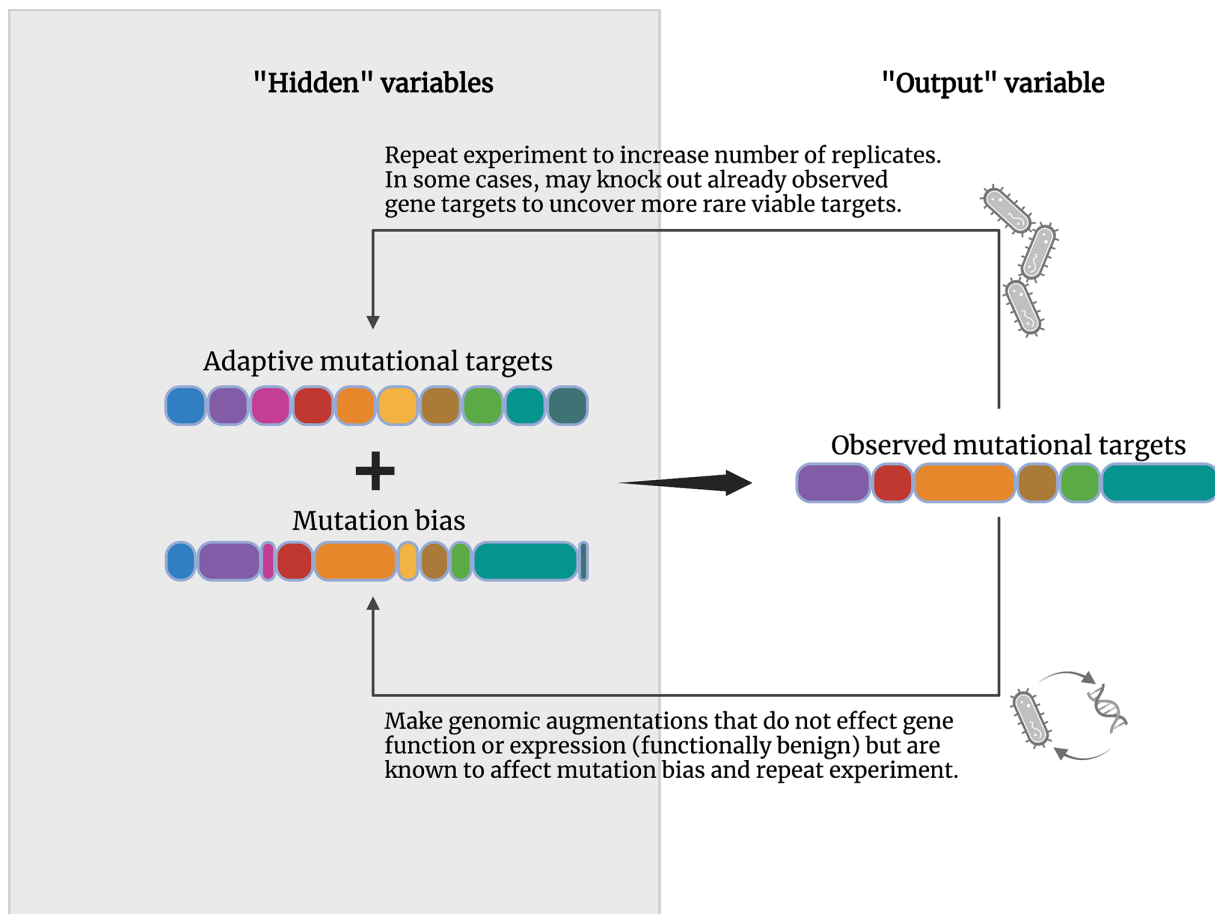 "Hidden" variables
"Output" variable
Repeat experiment to increase number of replicates.
In some cases, may knock out already observed
gene targets to uncover more rare viable targets.
Adaptive mutational targets
Observed mutational targets
Mutation bias
Make genomic augmentations that do not effect gene
function or expression (functionally benign) but are
known to affect mutation bias and repeat experiment.